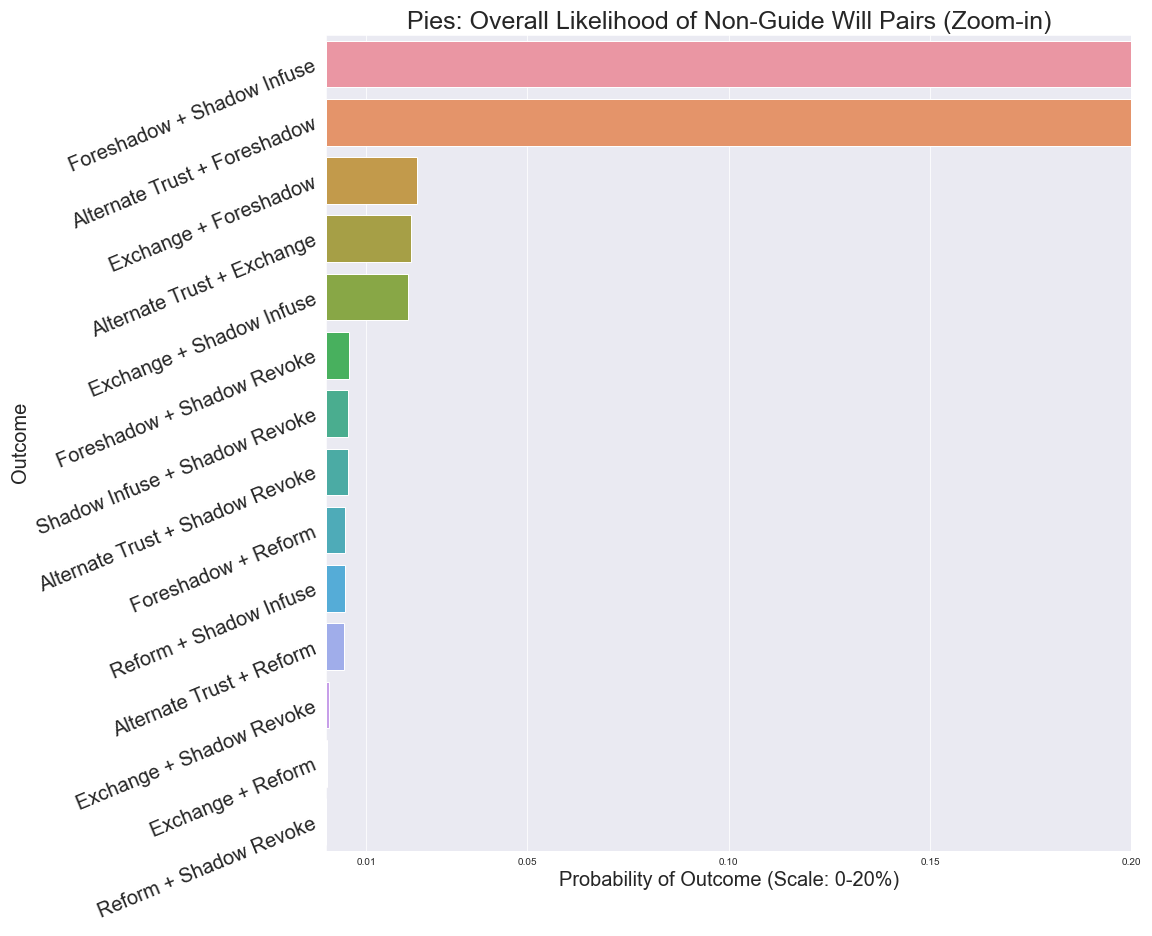 Pies: Overall Likelihood of Non-Guide Will Pairs (Zoom-in)
Foreshadow + Shadow Infuse
Alternate Trust + Foreshadow
Exchange + Foreshadow
Alternate Trust + Exchange
Exchange + Shadow Infuse
Foreshadow + Shadow Revoke
Shadow Infuse + Shadow Revoke
Alternate Trust + Shadow Revoke
Foreshadow + Reform
Reform + Shadow Infuse
Alternate Trust + Reform
Exchange + Shadow Revoke
Exchange + Reform
Reform + Shadow Revoke
Outcome
0.01 0.05 0.10 0.15 0.20
Probability of Outcome (Scale: 0-20%)